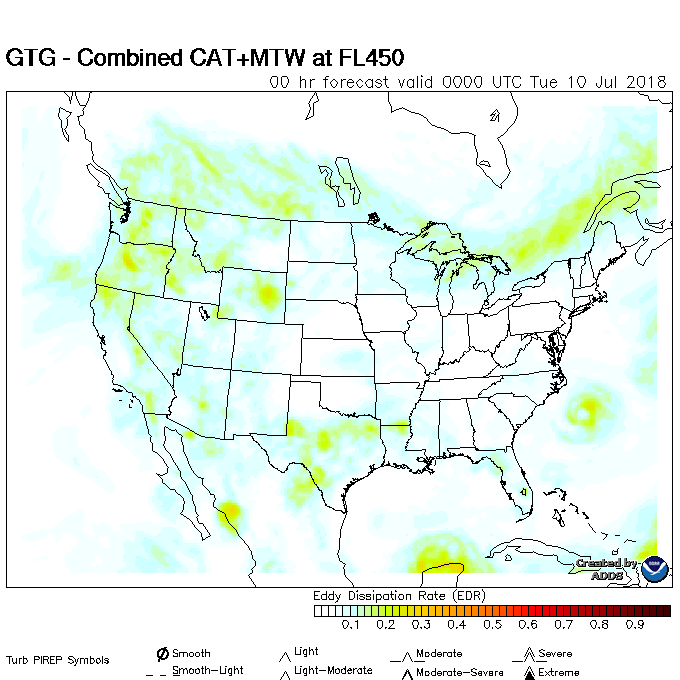 GTG - Combined CAT+MTW at FL450
00 hr forecast valid 0000 UTC Tue 10 Jul 2018
Created by
ADDS
Eddy Dissipation Rate (EDR)
0.1 0.2 0.3 0.4 0.5 0.6 0.7 0.8 0.9
Turb PIREP Symbols
Smooth Light Moderate Severe
Smooth-Light Light-Moderate Moderate-Severe Extreme